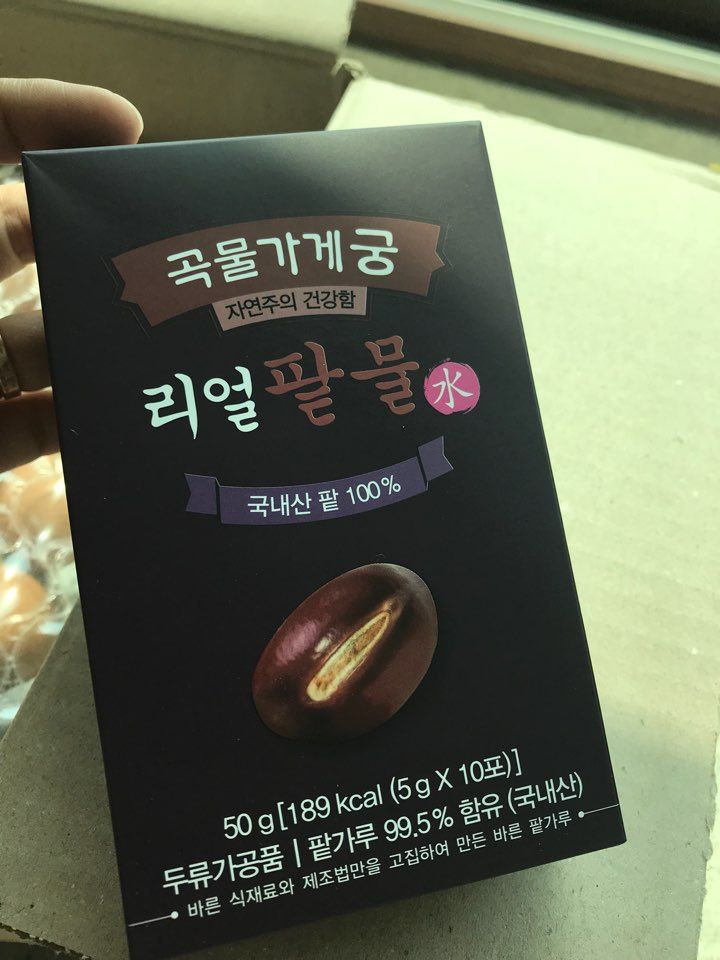 곡물가게궁
자연주의 건강함
리얼팥물水
국내산 팥 100%
50 g [189 kcal (5 g X 10포)]
두류가공품 | 팥가루 99.5% 함유 (국내산)
바른 식재료와 제조법만을 고집하여 만든 바른 팥가루